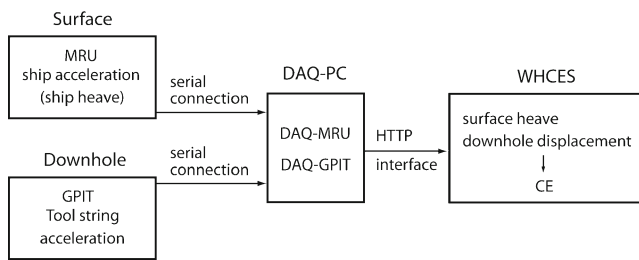 Surface
MRU
ship acceleration
(ship heave)
serial
connection
Downhole
GPIT
Tool string
acceleration
serial
connection
DAQ-PC
DAQ-MRU
DAQ-GPIT
HTTP
interface
WHCES
surface heave
downhole displacement
CE